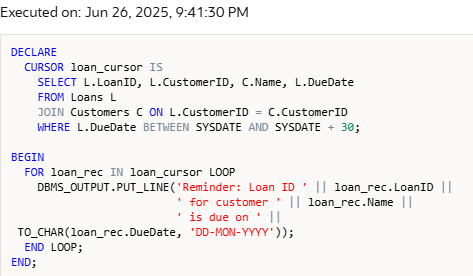 Executed on: Jun 26, 2025, 9:41:30 PM
DECLARE
  CURSOR loan_cursor IS
    SELECT L.LoanID, L.CustomerID, C.Name, L.DueDate
    FROM Loans L
    JOIN Customers C ON L.CustomerID = C.CustomerID
    WHERE L.DueDate BETWEEN SYSDATE AND SYSDATE + 30;
BEGIN
  FOR loan_rec IN loan_cursor LOOP
    DBMS_OUTPUT.PUT_LINE('Reminder: Loan ID ' || loan_rec.LoanID ||
                         ' for customer ' || loan_rec.Name ||
                         ' is due on ' ||
 TO_CHAR(loan_rec.DueDate, 'DD-MON-YYYY'));
  END LOOP;
END;